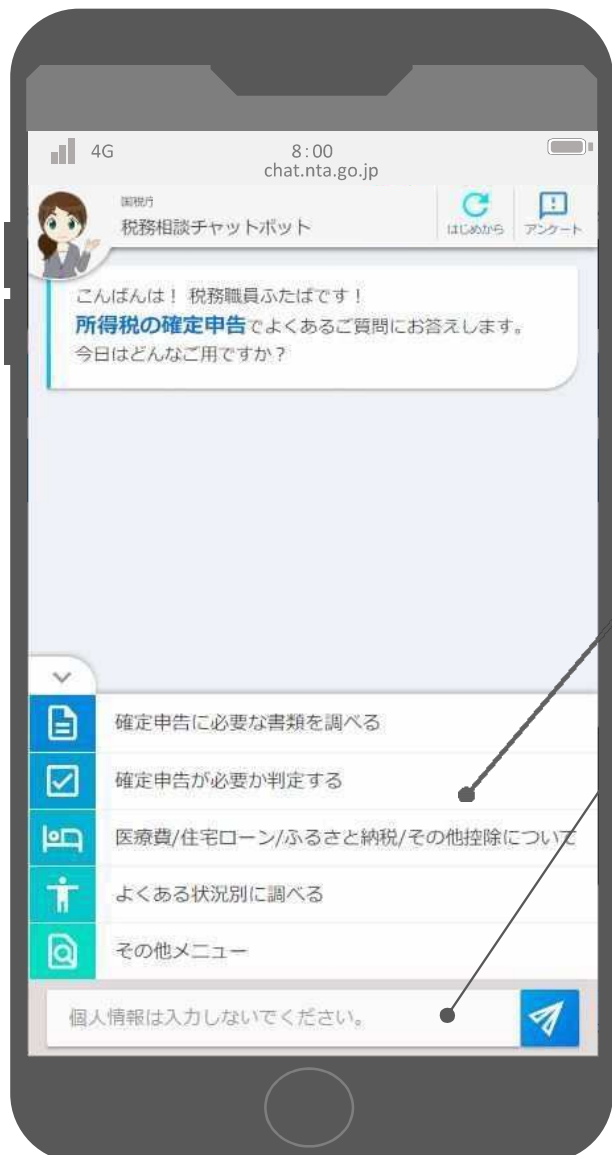 4G
8:00
chat.nta.go.jp
国税庁
税務相談チャットボット
はじめから
アンケート
こんばんは！ 税務職員ふたばです！
所得税の確定申告でよくあるご質問にお答えします。
今日はどんなご用ですか？
確定申告に必要な書類を調べる
確定申告が必要か判定する
医療費/住宅ローン/ふるさと納税/その他控除について
よくある状況別に調べる
その他メニュー
個人情報は入力しないでください。